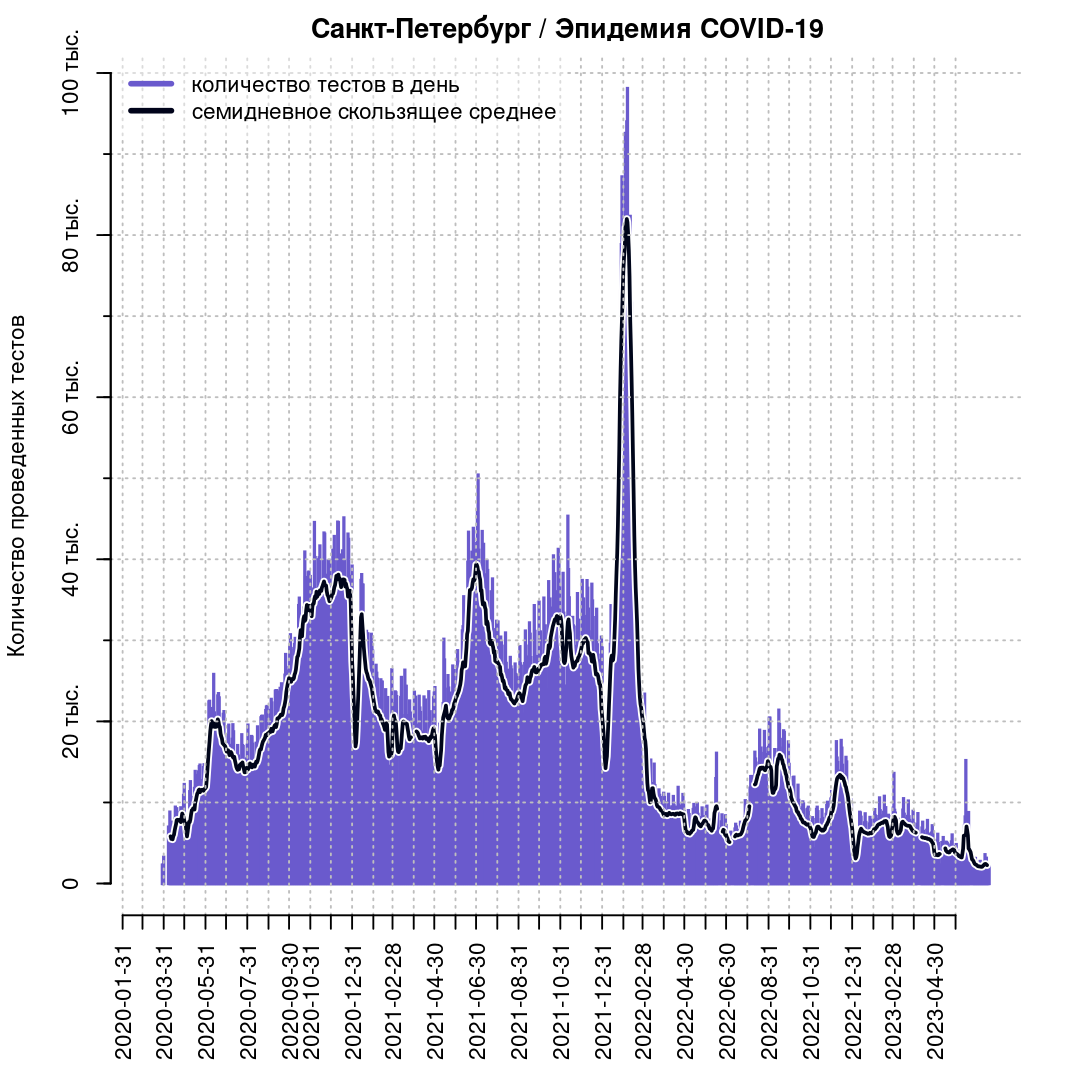 Санкт-Петербург / Эпидемия COVID-19
количество тестов в день
семидневное скользящее среднее
Количество проведенных тестов
100 тыс.
80 тыс.
60 тыс.
40 тыс.
20 тыс.
0
2020-01-31
2020-03-31
2020-05-31
2020-07-31
2020-09-30
2020-10-31
2020-12-31
2021-02-28
2021-04-30
2021-06-30
2021-08-31
2021-10-31
2021-12-31
2022-02-28
2022-04-30
2022-06-30
2022-08-31
2022-10-31
2022-12-31
2023-02-28
2023-04-30